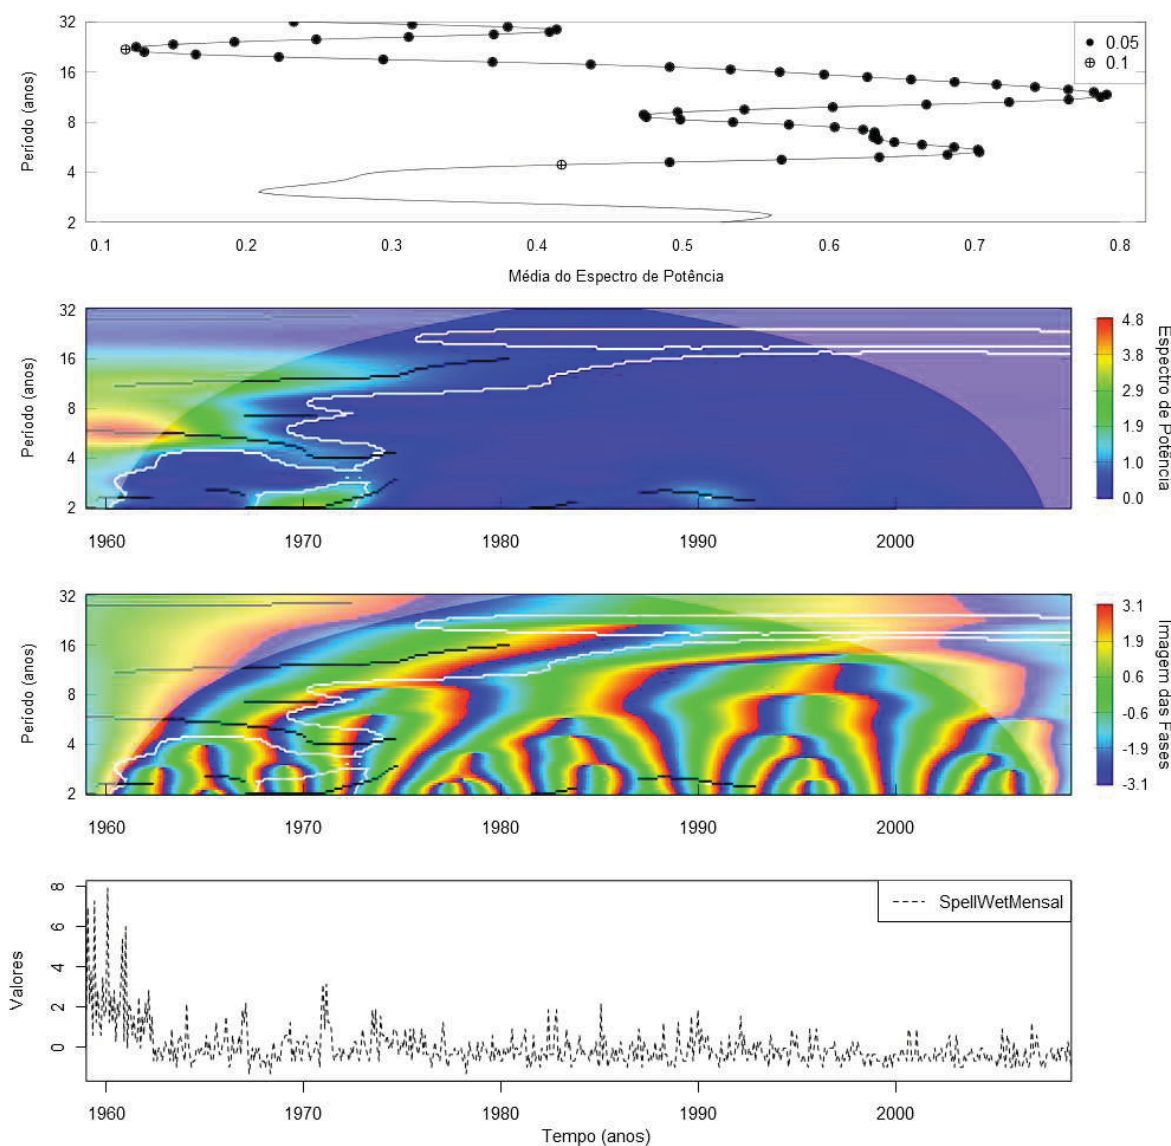 32
16
8
4
2
Período (anos)
0.05
0.1
0.1 0.2 0.3 0.4 0.5 0.6 0.7 0.8
Média do Espectro de Potência
32
16
8
4
2
Período (anos)
1960 1970 1980 1990 2000
4.8
3.8
2.9
1.9
1.0
0.0
Espectro de Potência
32
16
8
4
2
Período (anos)
1960 1970 1980 1990 2000
3.1
1.9
0.6
-0.6
-1.9
-3.1
Imagem das Fases
8
6
4
2
0
Valores
SpellWetMensal
1960 1970 1980 1990 2000
Tempo (anos)